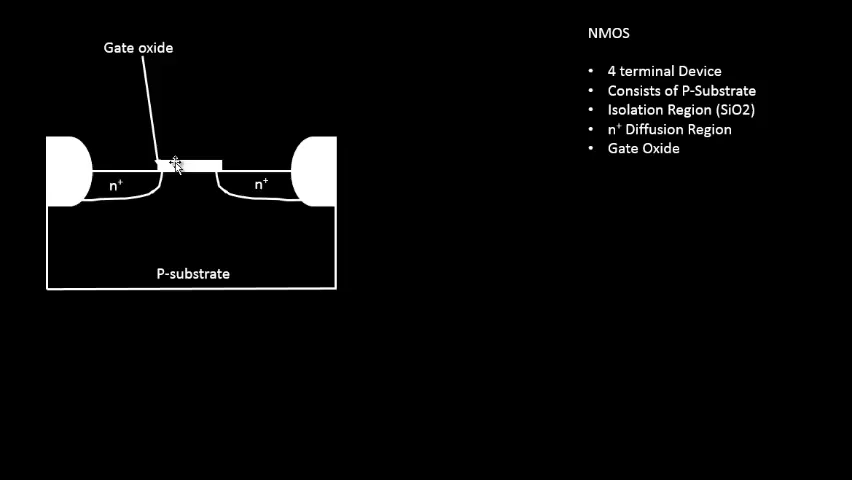 Gate oxide
n⁺
n⁺
P-substrate
NMOS
• 4 terminal Device
• Consists of P-Substrate
• Isolation Region (SiO2)
• n⁺ Diffusion Region
• Gate Oxide